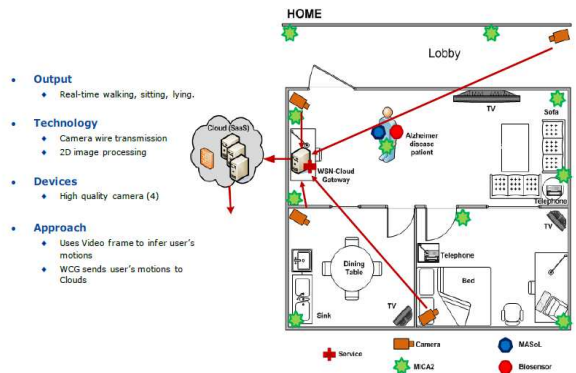 HOME
Lobby
• Output
◆ Real-time walking, sitting, lying.
• Technology
◆ Camera wire transmission
◆ 2D image processing
• Devices
◆ High quality camera (4)
• Approach
◆ Uses Video frame to infer user's
motions
◆ WCG sends user's motions to
Clouds
Cloud (SaaS)
WSN-Cloud
Gateway
Alzheimer
disease
patient
TV
Sofa
Telephone
TV
Telephone
Dining
Table
Bed
Sink
TV
Service
Camera
MICA2
MASoL
Biosensor